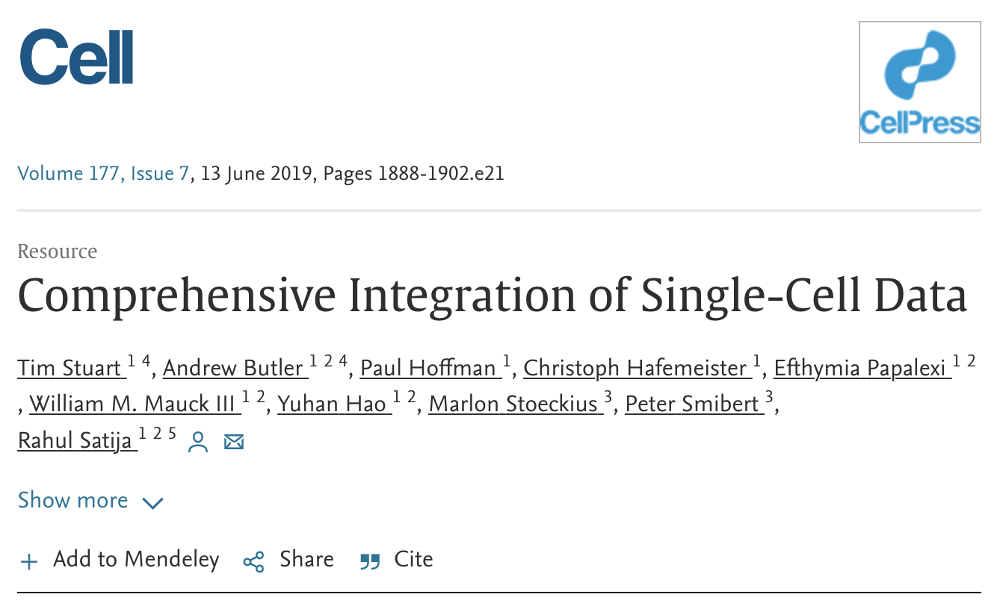 Cell
CellPress
Volume 177, Issue 7, 13 June 2019, Pages 1888-1902.e21
Resource
Comprehensive Integration of Single-Cell Data
Tim Stuart 1 4, Andrew Butler 1 2 4, Paul Hoffman 1, Christoph Hafemeister 1, Efthymia Papalexi 1 2
, William M. Mauck III 1 2, Yuhan Hao 1 2, Marlon Stoeckius 3, Peter Smibert 3,
Rahul Satija 1 2 5
Show more
Add to Mendeley Share Cite